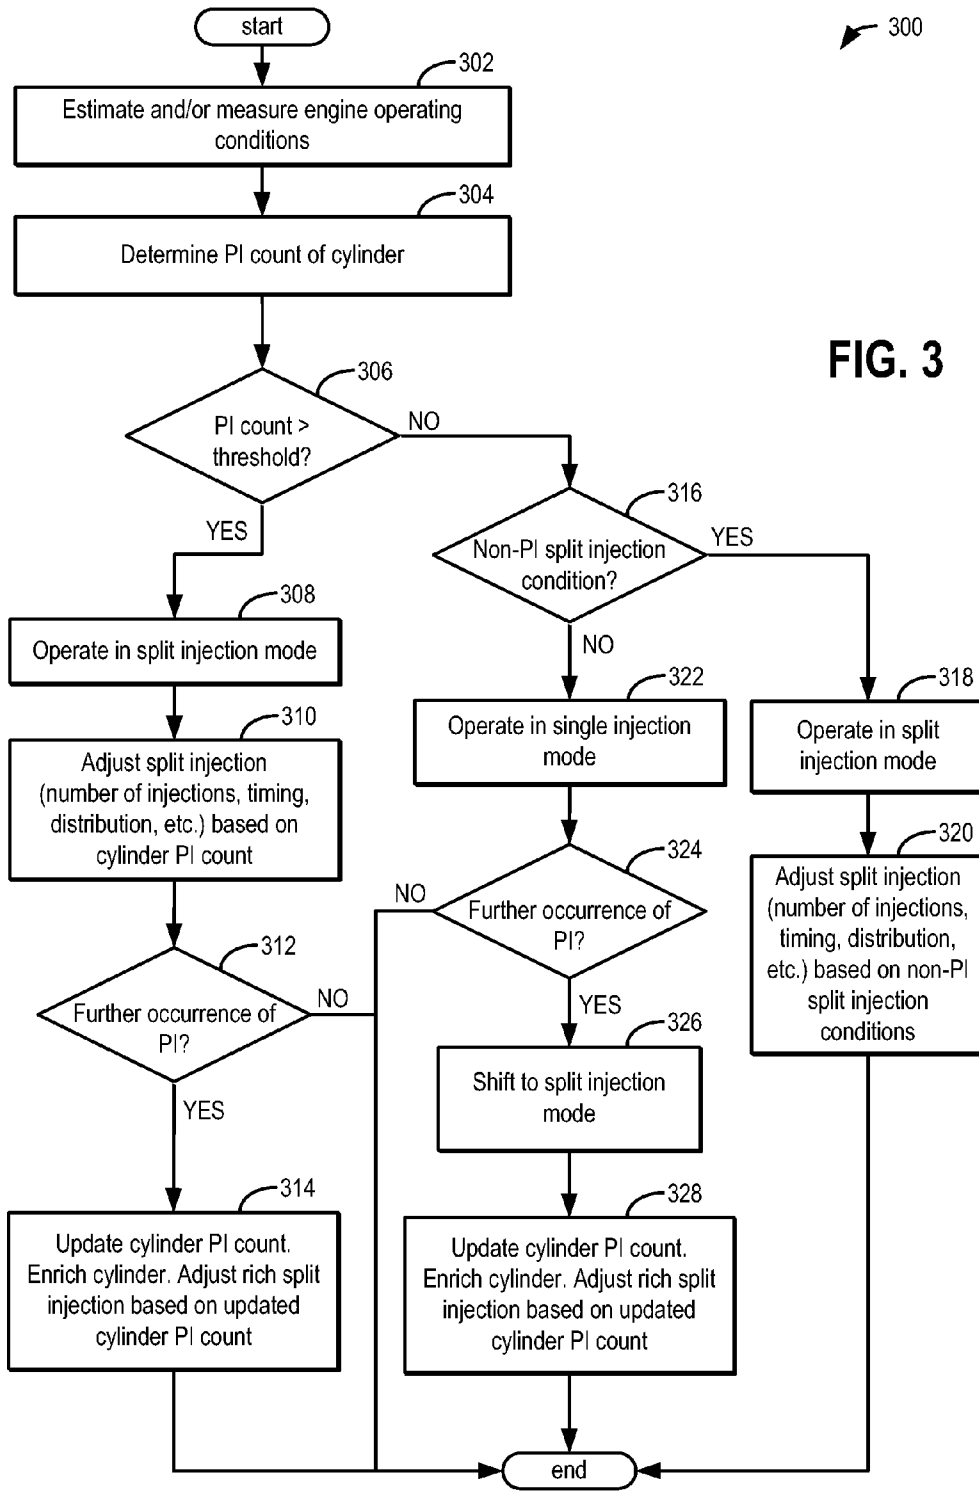 start
300
302
Estimate and/or measure engine operating
conditions
304
Determine PI count of cylinder
FIG. 3
306
PI count >
threshold?
NO
YES
316
Non-PI split injection
condition?
YES
NO
308
Operate in split injection mode
322
Operate in single injection
mode
318
Operate in split
injection mode
310
Adjust split injection
(number of injections, timing,
distribution, etc.) based on
cylinder PI count
324
Further occurrence of
PI?
NO
YES
320
Adjust split injection
(number of injections,
timing, distribution,
etc.) based on non-PI
split injection
conditions
312
Further occurrence of
PI?
NO
YES
326
Shift to split injection
mode
314
Update cylinder PI count.
Enrich cylinder. Adjust rich split
injection based on updated
cylinder PI count
328
Update cylinder PI count.
Enrich cylinder. Adjust rich split
injection based on updated
cylinder PI count
end